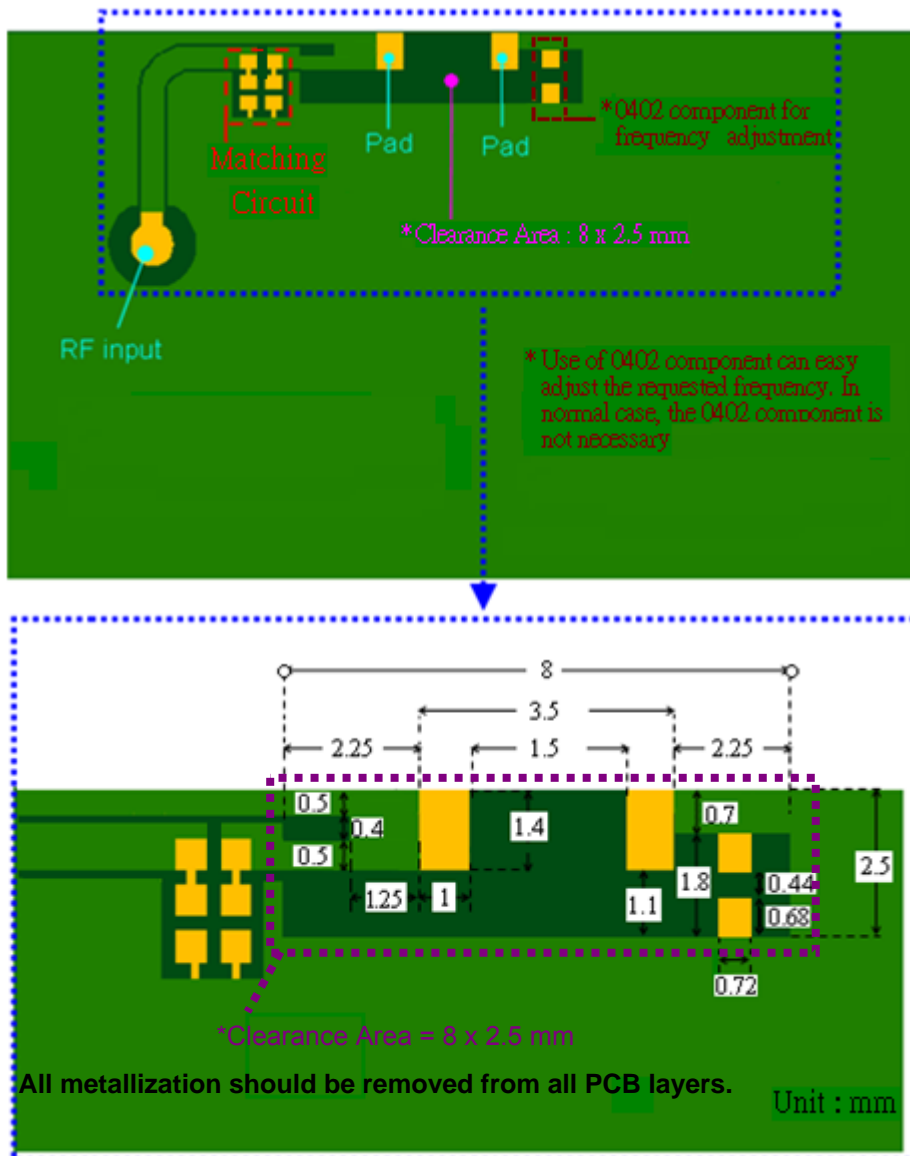 Pad
Pad
*0402 component for
frequency adjustment
Matching
Circuit
*Clearance Area : 8 x 2.5 mm
RF input
* Use of 0402 component can easy
adjust the requested frequency. In
normal case, the 0402 component is
not necessary
8
3.5
2.25
1.5
2.25
0.5
0.4
0.5
1.4
0.7
2.5
1.8
0.44
1.25
1
1.1
0.68
0.72
*Clearance Area = 8 x 2.5 mm
All metallization should be removed from all PCB layers.
Unit : mm